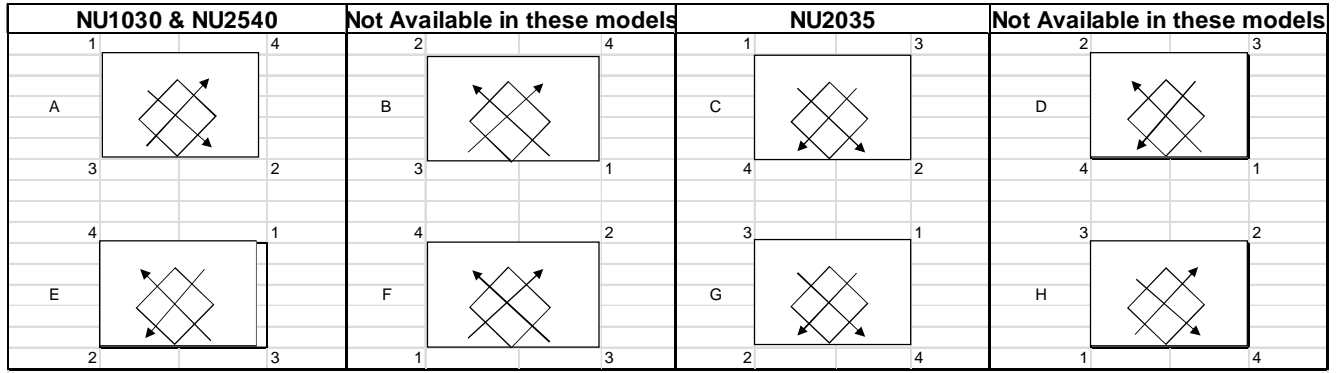 NU1030 & NU2540 Not Available in these models NU2035 Not Available in these models
1 4 2 4 1 3 2 3
A B C D
3 2 3 1 4 2 4 1
4 1 4 2 3 1 3 2
E F G H
2 3 1 3 2 4 1 4